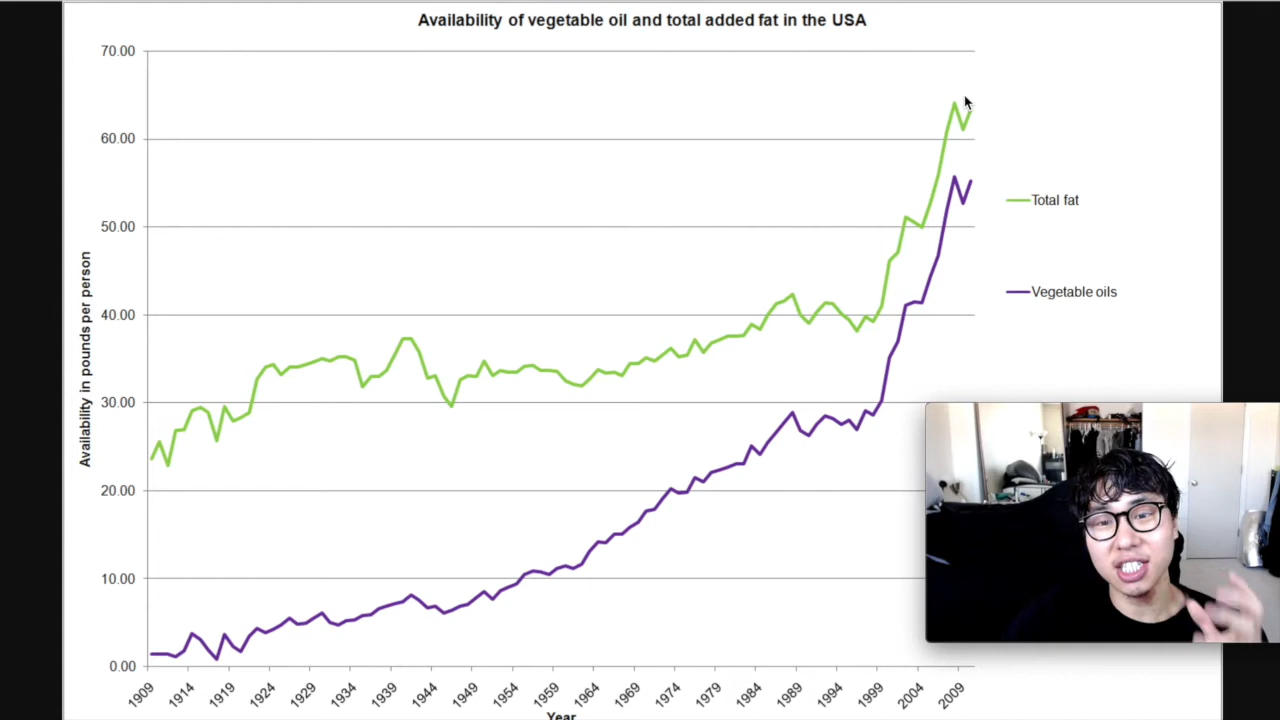 Availability of vegetable oil and total added fat in the USA
70.00
60.00
50.00
40.00
30.00
20.00
10.00
0.00
Availability in pounds per person
1909 1914 1919 1924 1929 1934 1939 1944 1949 1954 1959 1964 1969 1974 1979 1984 1989 1994 1999 2004 2009
Year
Total fat
Vegetable oils